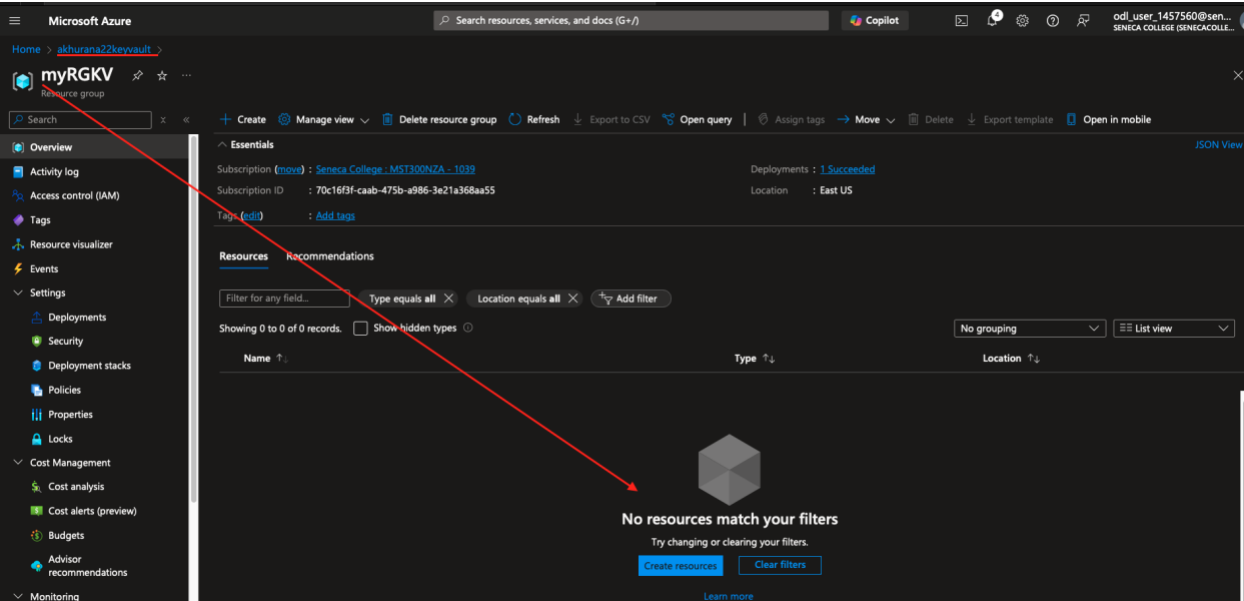 Microsoft Azure
Search resources, services, and docs (G+/)
Copilot
4
odl_user_1457560@sen...
SENECA COLLEGE (SENECACOLLE...
Home > akhurana22keyvault >
myRGKV
Resource group
Search
Create
Manage view
Delete resource group
Refresh
Export to CSV
Open query
Assign tags
Move
Delete
Export template
Open in mobile
Overview
Activity log
Access control (IAM)
Tags
Resource visualizer
Events
Settings
Deployments
Security
Deployment stacks
Policies
Properties
Locks
Cost Management
Cost analysis
Cost alerts (preview)
Budgets
Advisor
recommendations
Monitoring
Essentials
JSON View
Subscription (move) : Seneca College : MST300NZA - 1039
Deployments : 1 Succeeded
Subscription ID : 70c16f3f-caab-475b-a986-3e21a368aa55
Location : East US
Tags (edit) : Add tags
Resources
Recommendations
Filter for any field...
Type equals all
Location equals all
Add filter
Showing 0 to 0 of 0 records.
Show hidden types
No grouping
List view
Name
Type
Location
No resources match your filters
Try changing or clearing your filters.
Create resources
Clear filters
Learn more